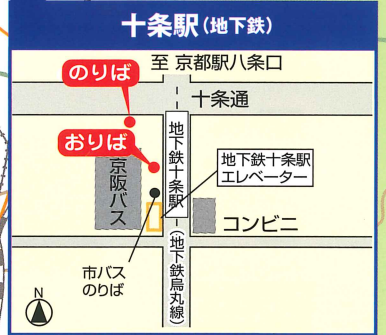 十条駅(地下鉄)
至 京都駅八条口
のりば
十条通
おりば
地下鉄十条駅
京阪バス
地下鉄十条駅
エレベーター
コンビニ
(地下鉄烏丸線)
市バス
のりば
N